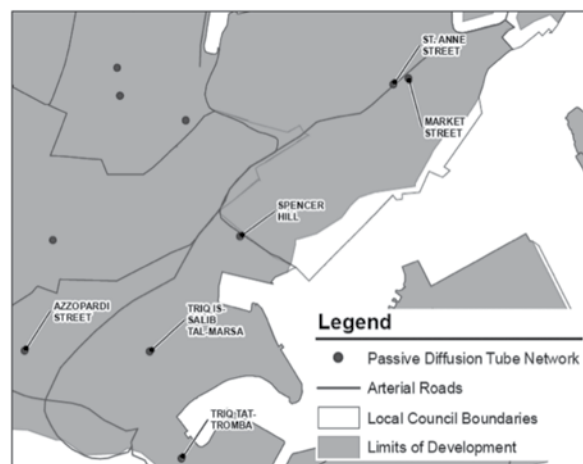 ST. ANNE
STREET
MARKET
STREET
SPENCER
HILL
AZZOPARDI
STREET
TRIQ IS-
SALIB
TAL-MARSA
TRIQ TAT-
TROMBA
Legend
Passive Diffusion Tube Network
Arterial Roads
Local Council Boundaries
Limits of Development